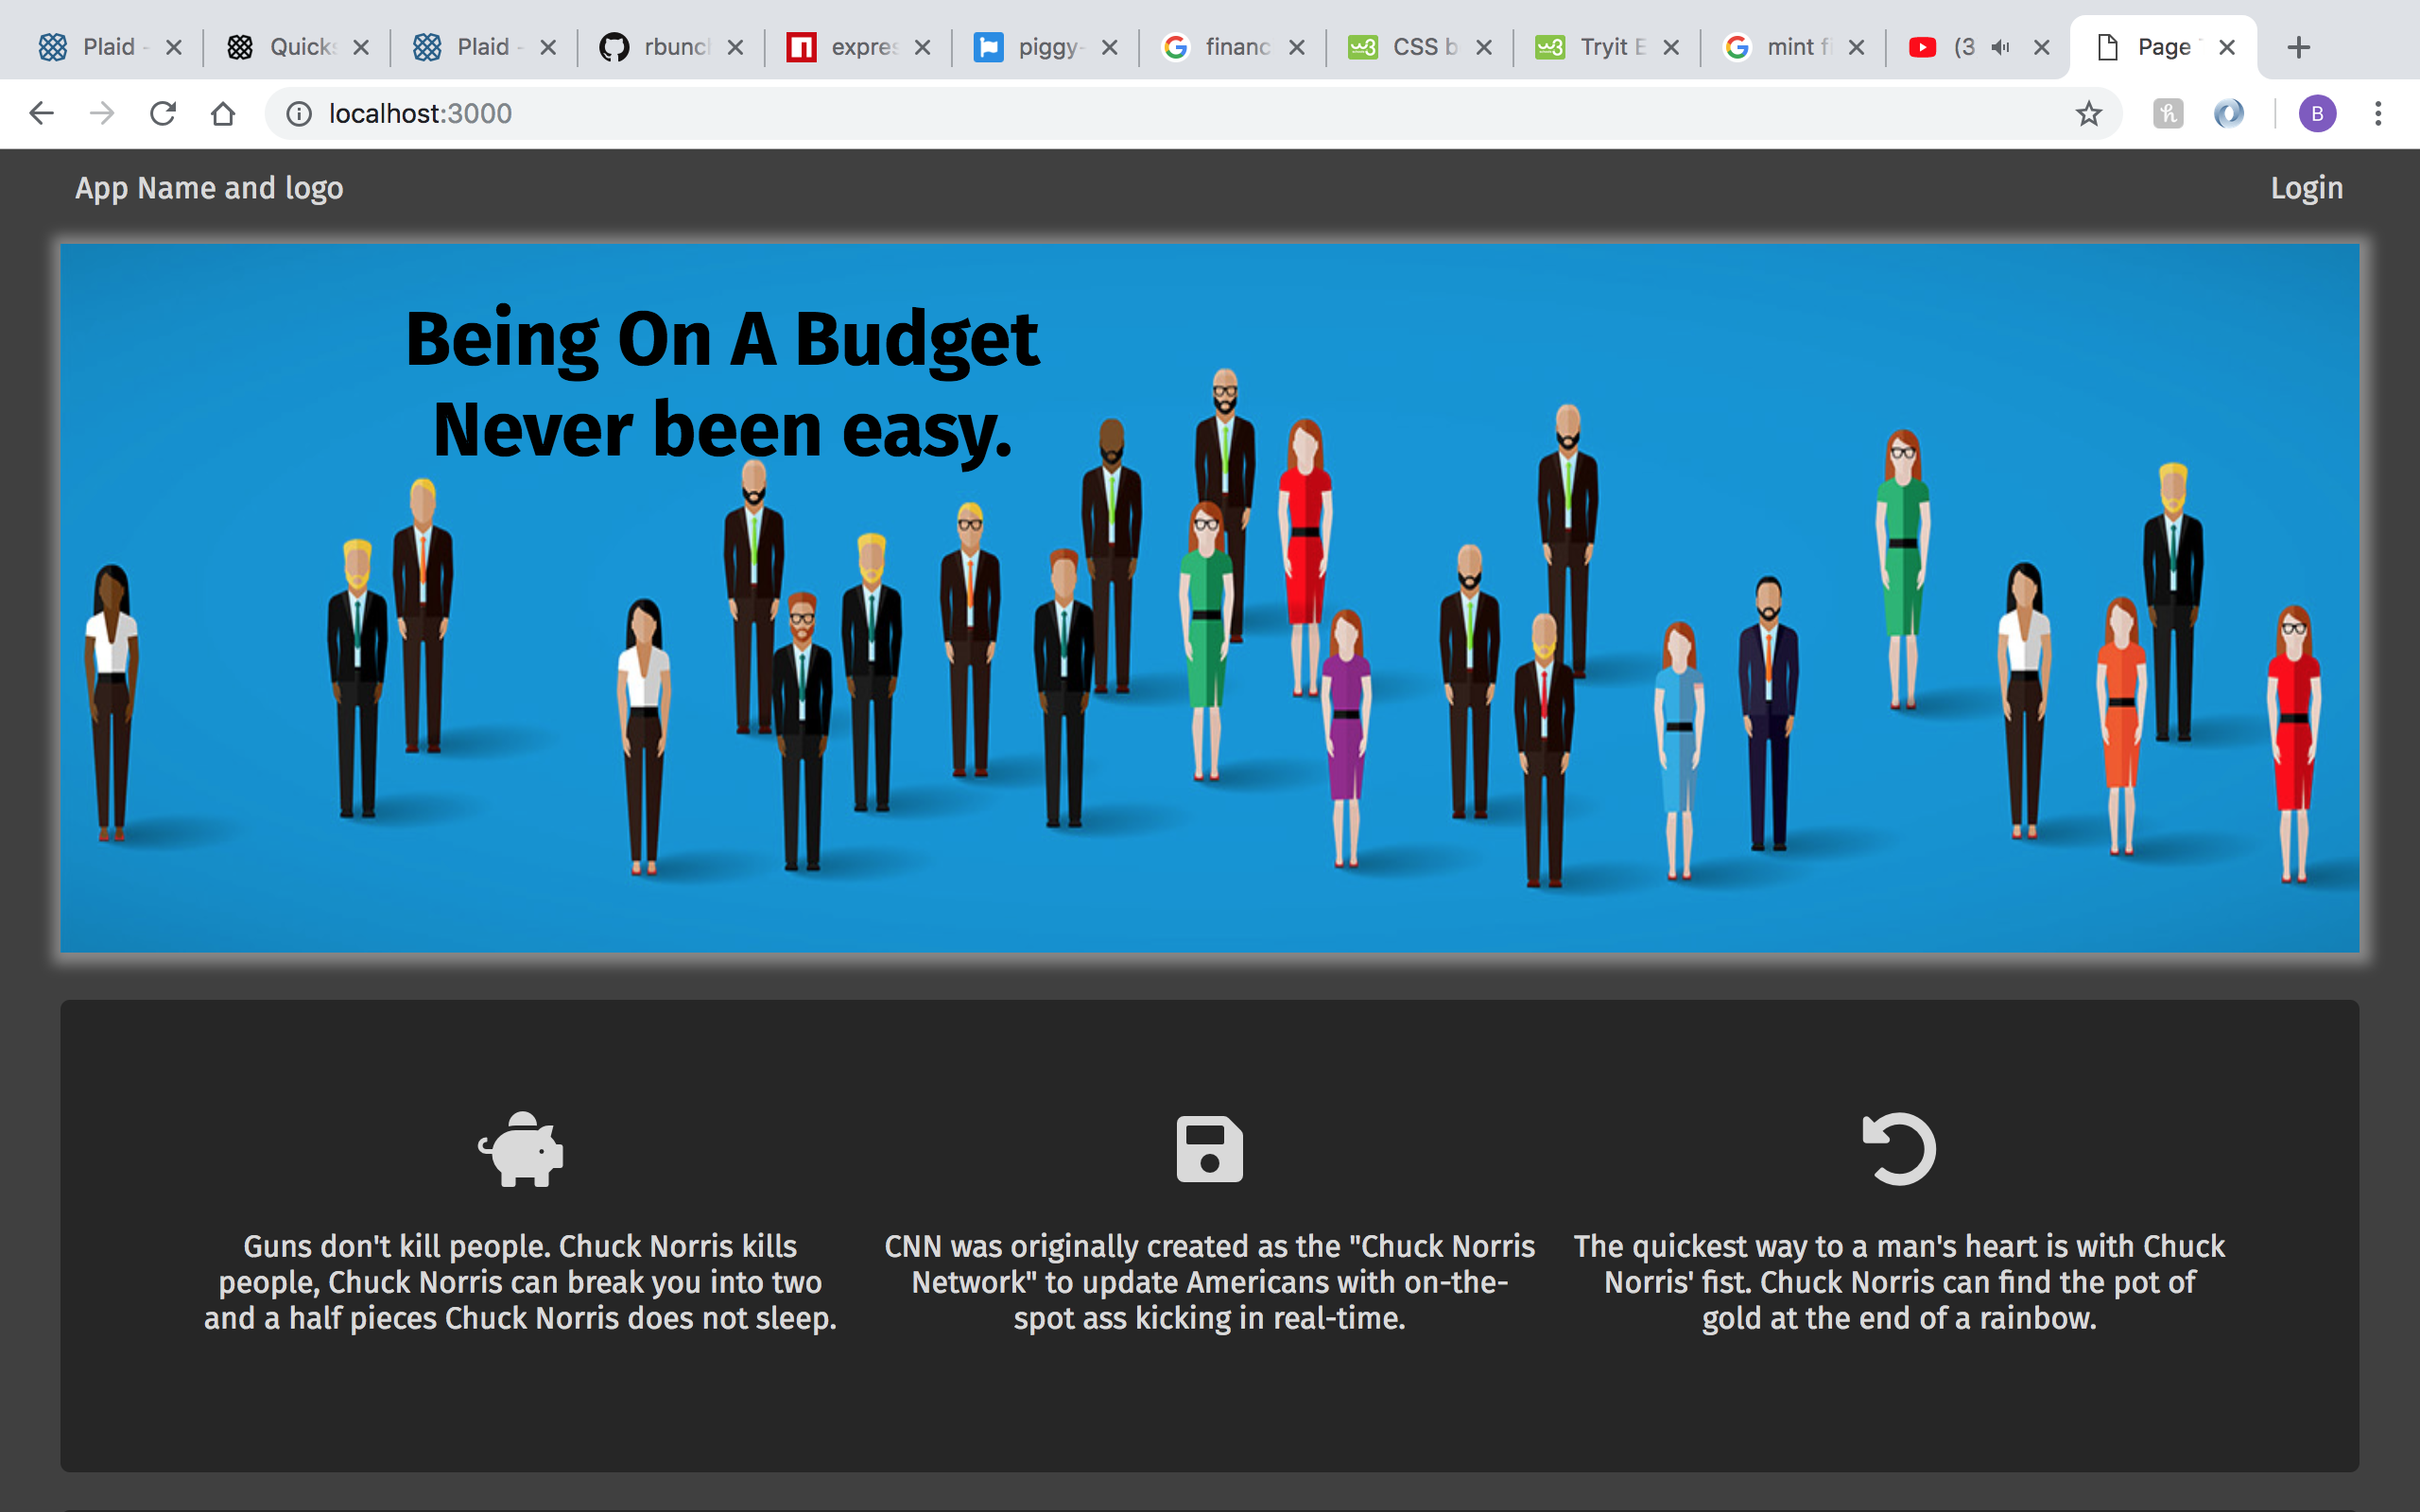 Plaid -
Quicks
Plaid -
rbuncl
expres
piggy-
financ
CSS b
Tryit E
mint f
(3
Page
localhost:3000
B
App Name and logo
Login
Being On A Budget
Never been easy.
Guns don't kill people. Chuck Norris kills
people, Chuck Norris can break you into two
and a half pieces Chuck Norris does not sleep.
CNN was originally created as the "Chuck Norris
Network" to update Americans with on-the-
spot ass kicking in real-time.
The quickest way to a man's heart is with Chuck
Norris' fist. Chuck Norris can find the pot of
gold at the end of a rainbow.